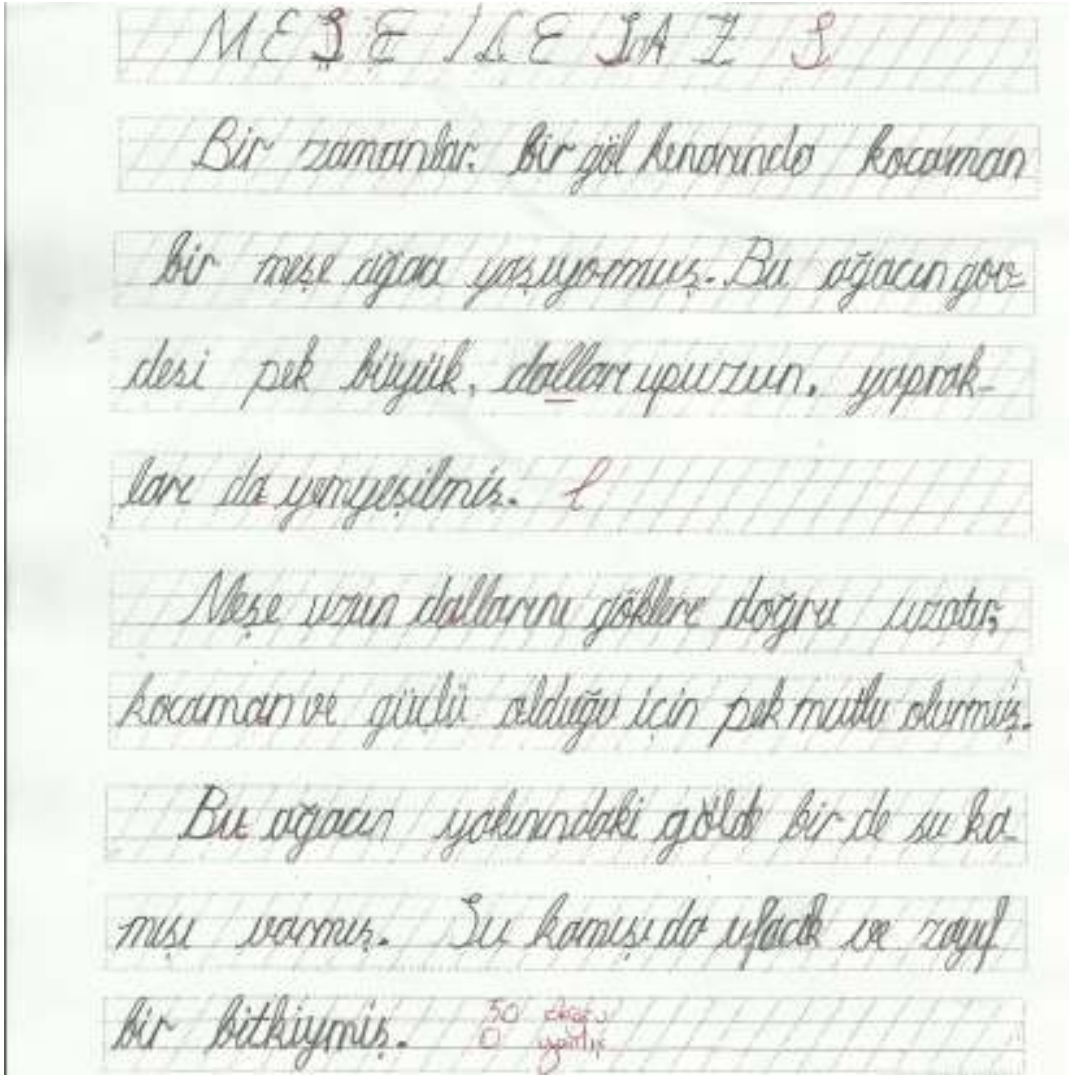 MEŞE İLE SAZ S
Bir zamanlar, bir göl kenarında kocaman
bir meşe ağacı yaşıyormuş. Bu ağacın göv-
desi pek büyük, dalları upuzun, yaprak-
ları da yemyeşilmiş. l
Meşe uzun dallarını göklere doğru uzatır,
kocaman ve güçlü olduğu için pek mutlu olurmuş.
Bu ağacın yakınındaki gölde bir de su ka-
mışı varmış. Su kamışı da ufacık ve zayıf
bir bitkiymiş. 50
0 yanlış